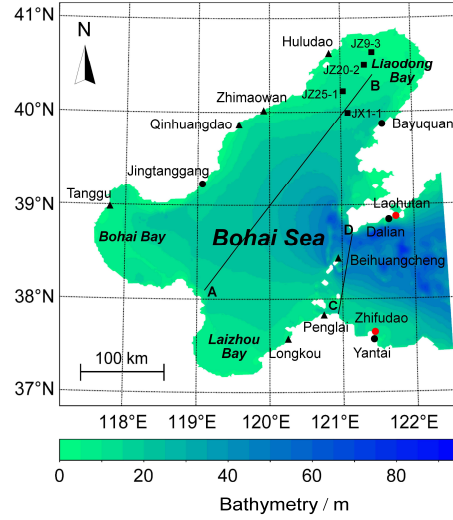 41°N
40°N
39°N
38°N
37°N
N
Huludao
JZ9-3
JZ20-2
Liaodong
Bay
JZ25-1
B
Zhimaowan
JX1-1
Qinhuangdao
Bayuquan
Jingtanggang
Tanggu
Laohutan
Bohai Bay
Bohai Sea
D
Dalian
Beihuangcheng
A
C
Penglai
Zhifudao
Laizhou
Bay
Longkou
Yantai
100 km
118°E
119°E
120°E
121°E
122°E
0
20
40
60
80
Bathymetry / m